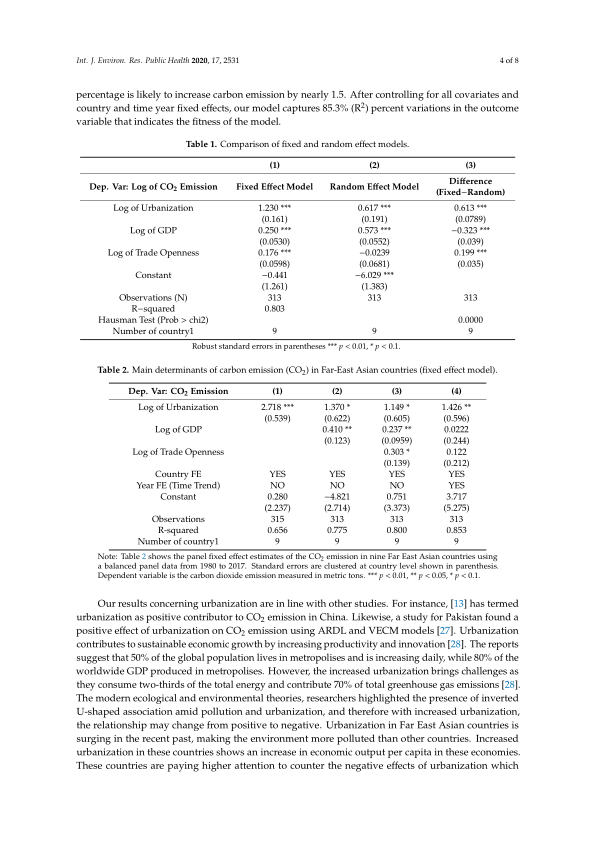 Int. J. Environ. Res. Public Health 2020, 17, 2531 4 of 8
percentage is likely to increase carbon emission by nearly 1.5. After controlling for all covariates and
country and time year fixed effects, our model captures 85.3% (R2) percent variations in the outcome
variable that indicates the fitness of the model.
Table 1. Comparison of fixed and random effect models.
(1) (2) (3)
Dep. Var: Log of CO2 Emission Fixed Effect Model Random Effect Model Difference (Fixed−Random)
Log of Urbanization 1.230 *** 0.617 *** 0.613 ***
(0.161) (0.191) (0.0789)
Log of GDP 0.250 *** 0.573 *** −0.323 ***
(0.0530) (0.0552) (0.039)
Log of Trade Openness 0.176 *** −0.0239 0.199 ***
(0.0598) (0.0681) (0.035)
Constant −0.441 −6.029 ***
(1.261) (1.383)
Observations (N) 313 313 313
R−squared 0.803
Hausman Test (Prob > chi2) 0.0000
Number of country1 9 9 9
Robust standard errors in parentheses *** p < 0.01, * p < 0.1.
Table 2. Main determinants of carbon emission (CO2) in Far-East Asian countries (fixed effect model).
Dep. Var: CO2 Emission (1) (2) (3) (4)
Log of Urbanization 2.718 *** 1.370 * 1.149 * 1.426 **
(0.539) (0.622) (0.605) (0.596)
Log of GDP 0.410 ** 0.237 ** 0.0222
(0.123) (0.0959) (0.244)
Log of Trade Openness 0.303 * 0.122
(0.139) (0.212)
Country FE YES YES YES YES
Year FE (Time Trend) NO NO NO YES
Constant 0.280 −4.821 0.751 3.717
(2.237) (2.714) (3.373) (5.275)
Observations 315 313 313 313
R-squared 0.656 0.775 0.800 0.853
Number of country1 9 9 9 9
Note: Table 2 shows the panel fixed effect estimates of the CO2 emission in nine Far East Asian countries using
a balanced panel data from 1980 to 2017. Standard errors are clustered at country level shown in parenthesis.
Dependent variable is the carbon dioxide emission measured in metric tons. *** p < 0.01, ** p < 0.05, * p < 0.1.
Our results concerning urbanization are in line with other studies. For instance, [13] has termed
urbanization as positive contributor to CO2 emission in China. Likewise, a study for Pakistan found a
positive effect of urbanization on CO2 emission using ARDL and VECM models [27]. Urbanization
contributes to sustainable economic growth by increasing productivity and innovation [28]. The reports
suggest that 50% of the global population lives in metropolises and is increasing daily, while 80% of the
worldwide GDP produced in metropolises. However, the increased urbanization brings challenges as
they consume two-thirds of the total energy and contribute 70% of total greenhouse gas emissions [28].
The modern ecological and environmental theories, researchers highlighted the presence of inverted
U-shaped association amid pollution and urbanization, and therefore with increased urbanization,
the relationship may change from positive to negative. Urbanization in Far East Asian countries is
surging in the recent past, making the environment more polluted than other countries. Increased
urbanization in these countries shows an increase in economic output per capita in these economies.
These countries are paying higher attention to counter the negative effects of urbanization which